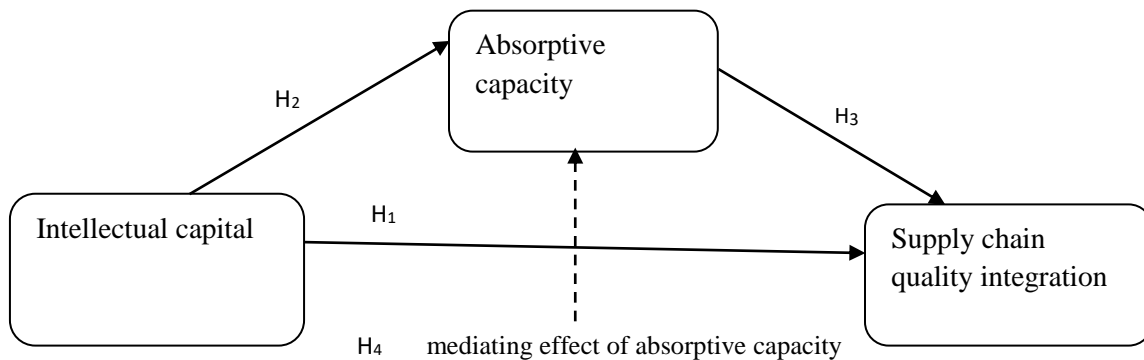 Absorptive
capacity
H2
H3
Intellectual capital
H1
Supply chain
quality integration
H4 mediating effect of absorptive capacity